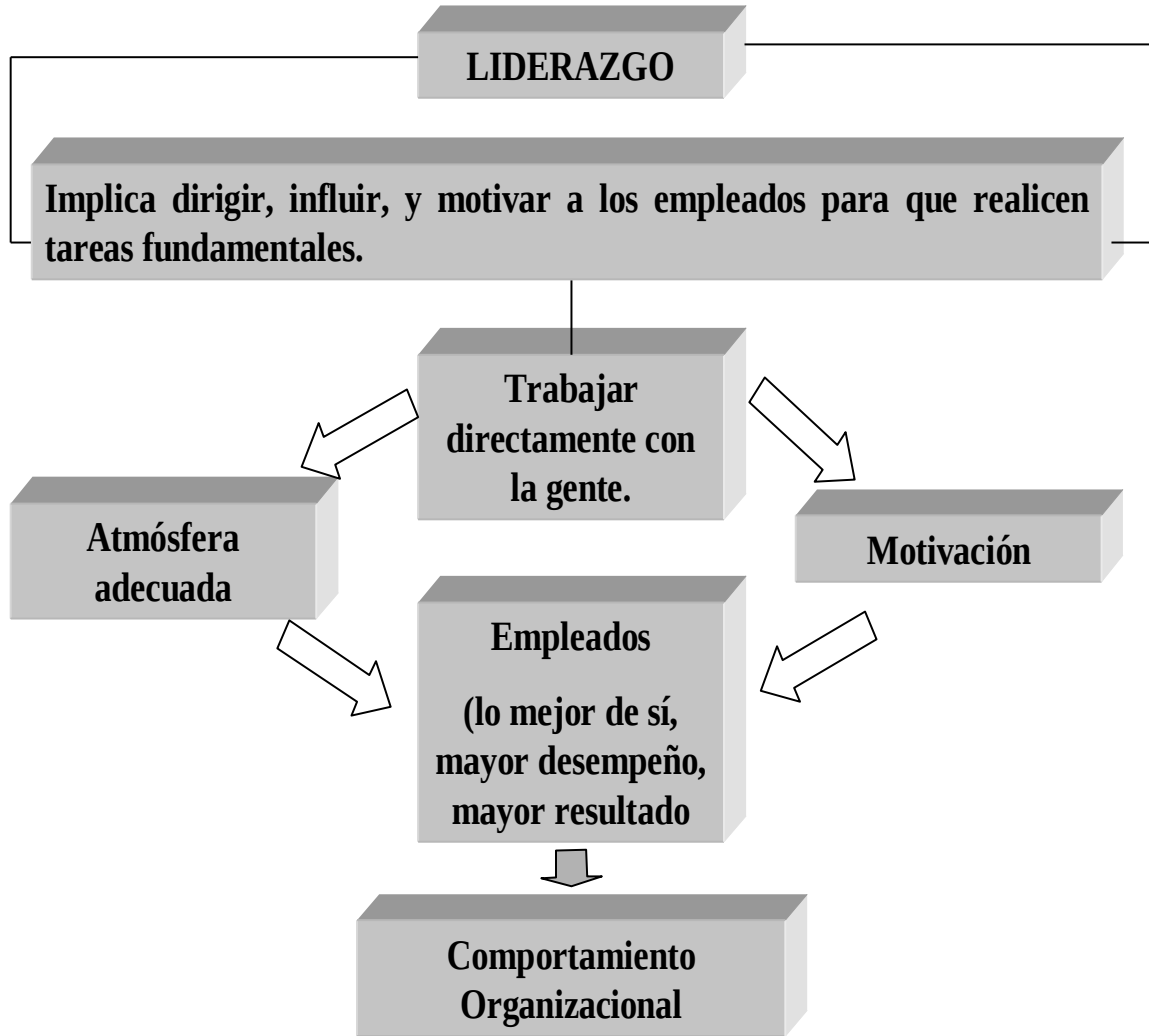 LIDERAZGO
Implica dirigir, influir, y motivar a los empleados para que realicen
tareas fundamentales.
Trabajar
directamente con
la gente.
Atmósfera
adecuada
Motivación
Empleados
(lo mejor de sí,
mayor desempeño,
mayor resultado
Comportamiento
Organizacional